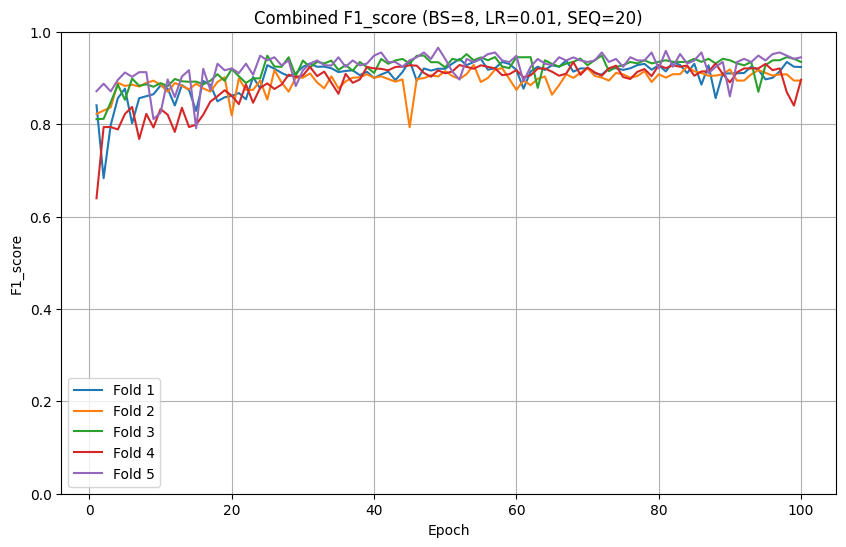 Combined F1_score (BS=8, LR=0.01, SEQ=20)
1.0
0.8
0.6
0.4
0.2
0.0
F1_score
Fold 1
Fold 2
Fold 3
Fold 4
Fold 5
0 20 40 60 80 100
Epoch